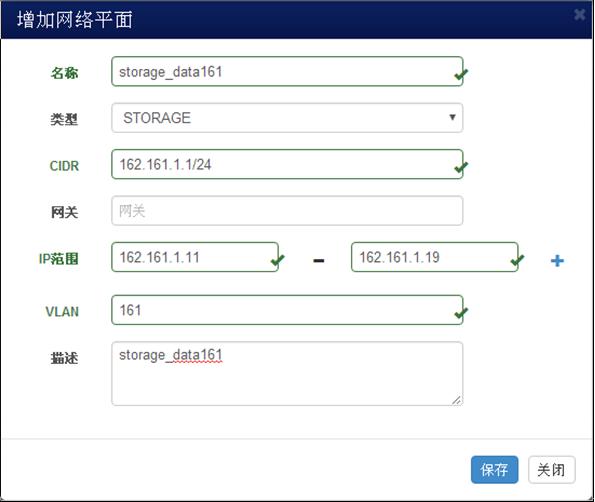 增加网络平面
名称 storage_data161
类型 STORAGE
CIDR 162.161.1.1/24
网关 网关
IP范围 162.161.1.11 - 162.161.1.19
VLAN 161
描述 storage_data161
保存 关闭